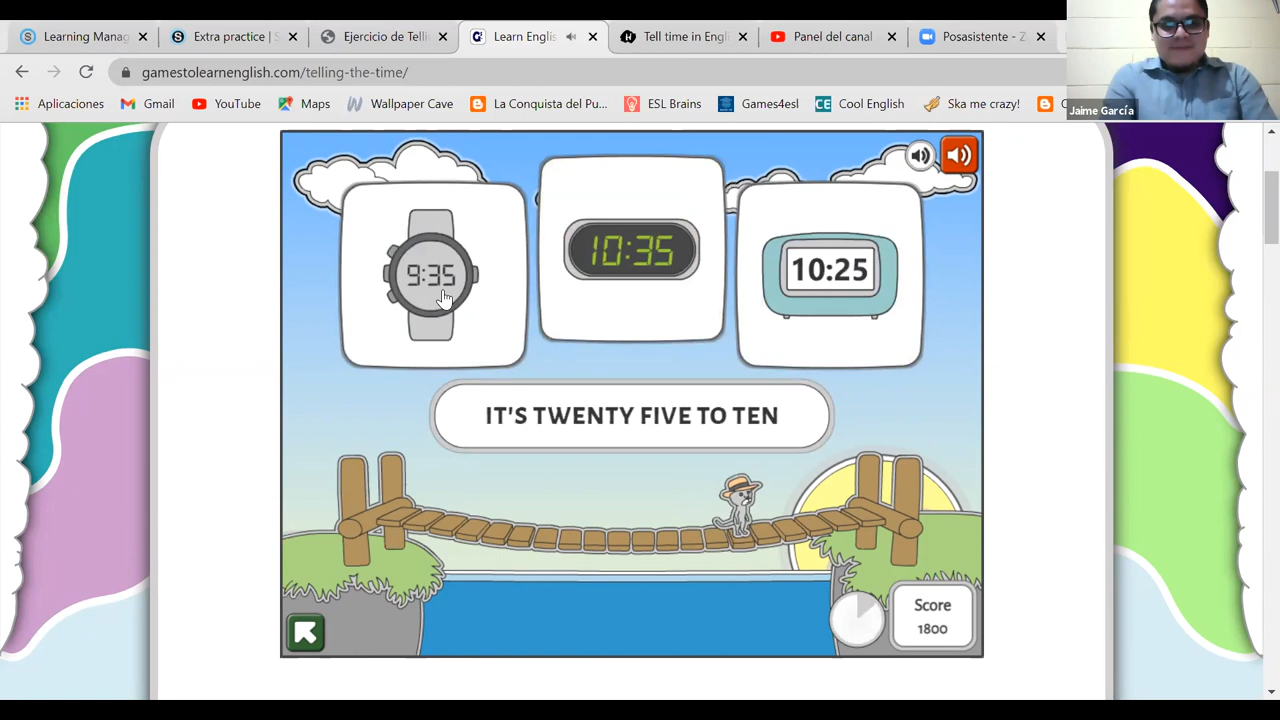 Learning Manag
Extra practice |
Ejercicio de Telli
Learn Englis
Tell time in Engli
Panel del canal
Posasistente - Z
gamestolearnenglish.com/telling-the-time/
Aplicaciones
Gmail
YouTube
Maps
Wallpaper Cave
La Conquista del Pu...
ESL Brains
Games4esl
Cool English
Ska me crazy!
Jaime García
9:35
10:35
10:25
IT'S TWENTY FIVE TO TEN
Score
1800